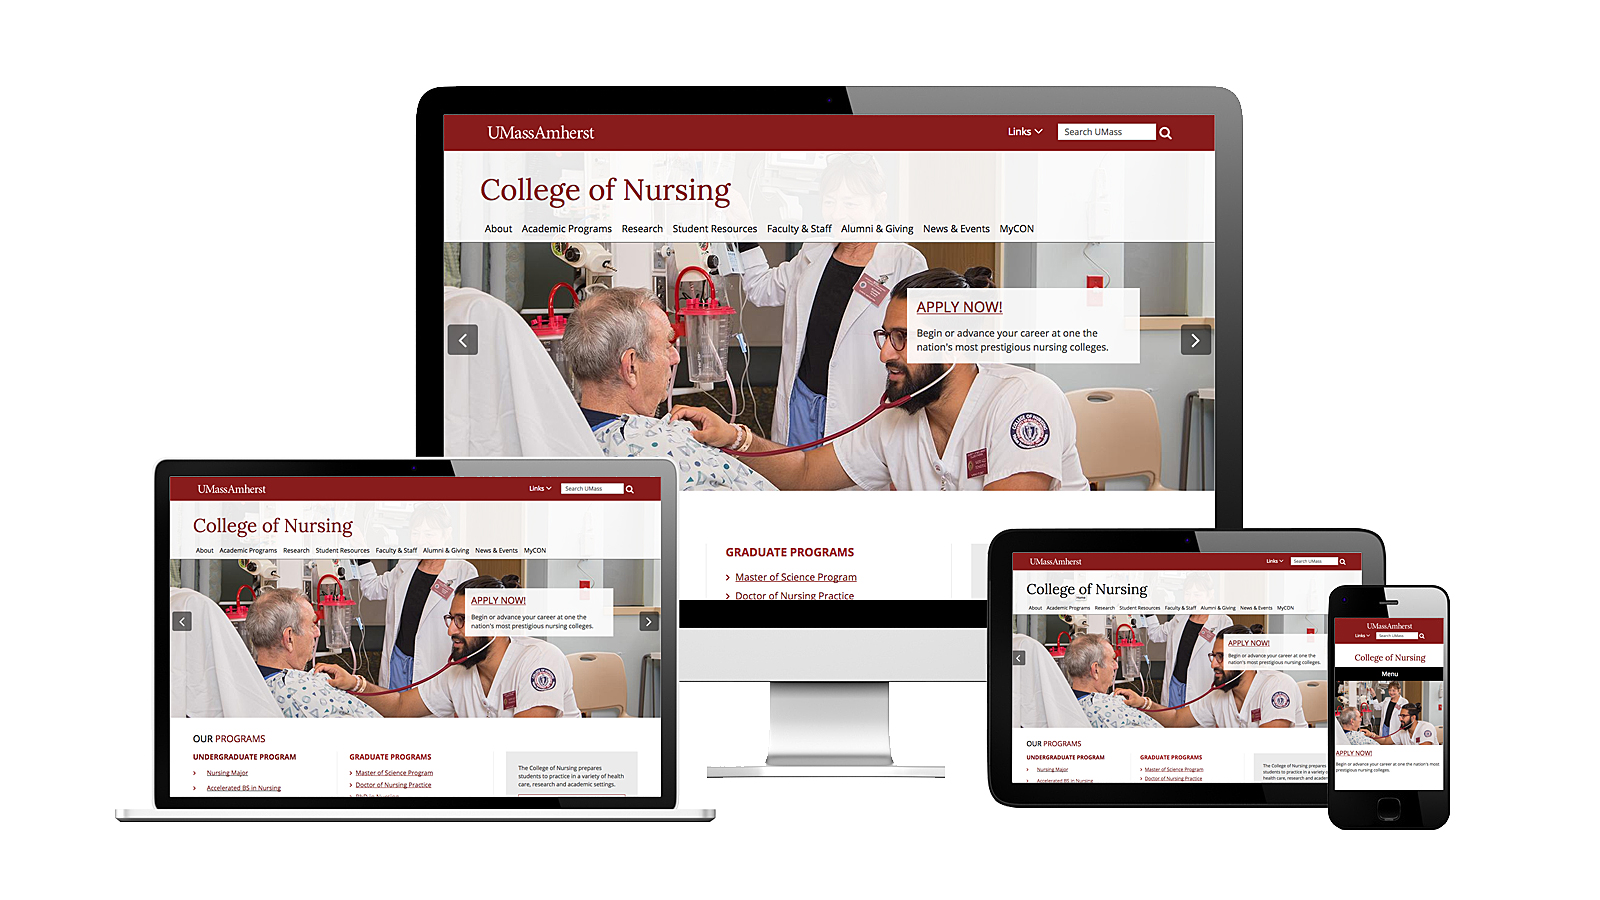 UMassAmherst
Links
Search UMass
College of Nursing
About Academic Programs Research Student Resources Faculty & Staff Alumni & Giving News & Events MyCON
APPLY NOW!
Begin or advance your career at one the
nation's most prestigious nursing colleges.
COLLEGE OF NURSING
GRADUATE PROGRAMS
Master of Science Program
Doctor of Nursing Practice
UMassAmherst
Links
Search UMass
College of Nursing
About Academic Programs Research Student Resources Faculty & Staff Alumni & Giving News & Events MyCON
APPLY NOW!
Begin or advance your career at one the
nation's most prestigious nursing colleges.
OUR PROGRAMS
UNDERGRADUATE PROGRAM
Nursing Major
Accelerated BS in Nursing
GRADUATE PROGRAMS
Master of Science Program
Doctor of Nursing Practice
PhD in Nursing
The College of Nursing prepares
students to practice in a variety of health
care, research and academic settings.
UMassAmherst
Links
Search UMass
College of Nursing
Home
About Academic Programs Research Student Resources Faculty & Staff Alumni & Giving News & Events MyCON
APPLY NOW!
Begin or advance your career at one the
nation's most prestigious nursing colleges.
OUR PROGRAMS
UNDERGRADUATE PROGRAM
Nursing Major
Accelerated BS in Nursing
GRADUATE PROGRAMS
Master of Science Program
Doctor of Nursing Practice
The College of Nursing prepares
students to practice in a variety of
health care, research and academic
UMassAmherst
Links
Search UMass
College of Nursing
Menu
APPLY NOW!
Begin or advance your career at one the nation's most
prestigious nursing colleges.